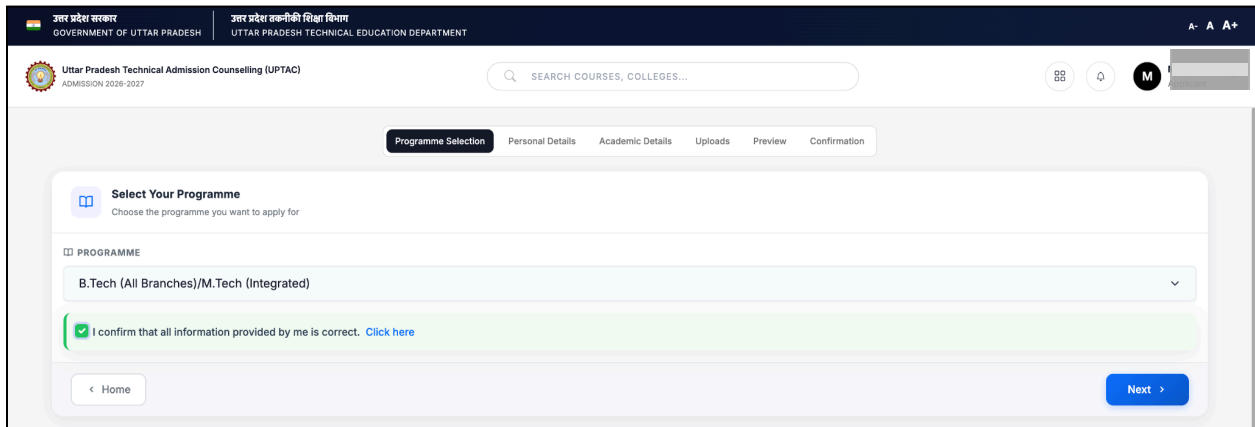 उत्तर प्रदेश सरकार
GOVERNMENT OF UTTAR PRADESH
उत्तर प्रदेश तकनीकी शिक्षा विभाग
UTTAR PRADESH TECHNICAL EDUCATION DEPARTMENT
A- A A+
Uttar Pradesh Technical Admission Counselling (UPTAC)
ADMISSION 2026-2027
SEARCH COURSES, COLLEGES...
M
Programme Selection Personal Details Academic Details Uploads Preview Confirmation
Select Your Programme
Choose the programme you want to apply for
PROGRAMME
B.Tech (All Branches)/M.Tech (Integrated)
I confirm that all information provided by me is correct. Click here
< Home
Next >